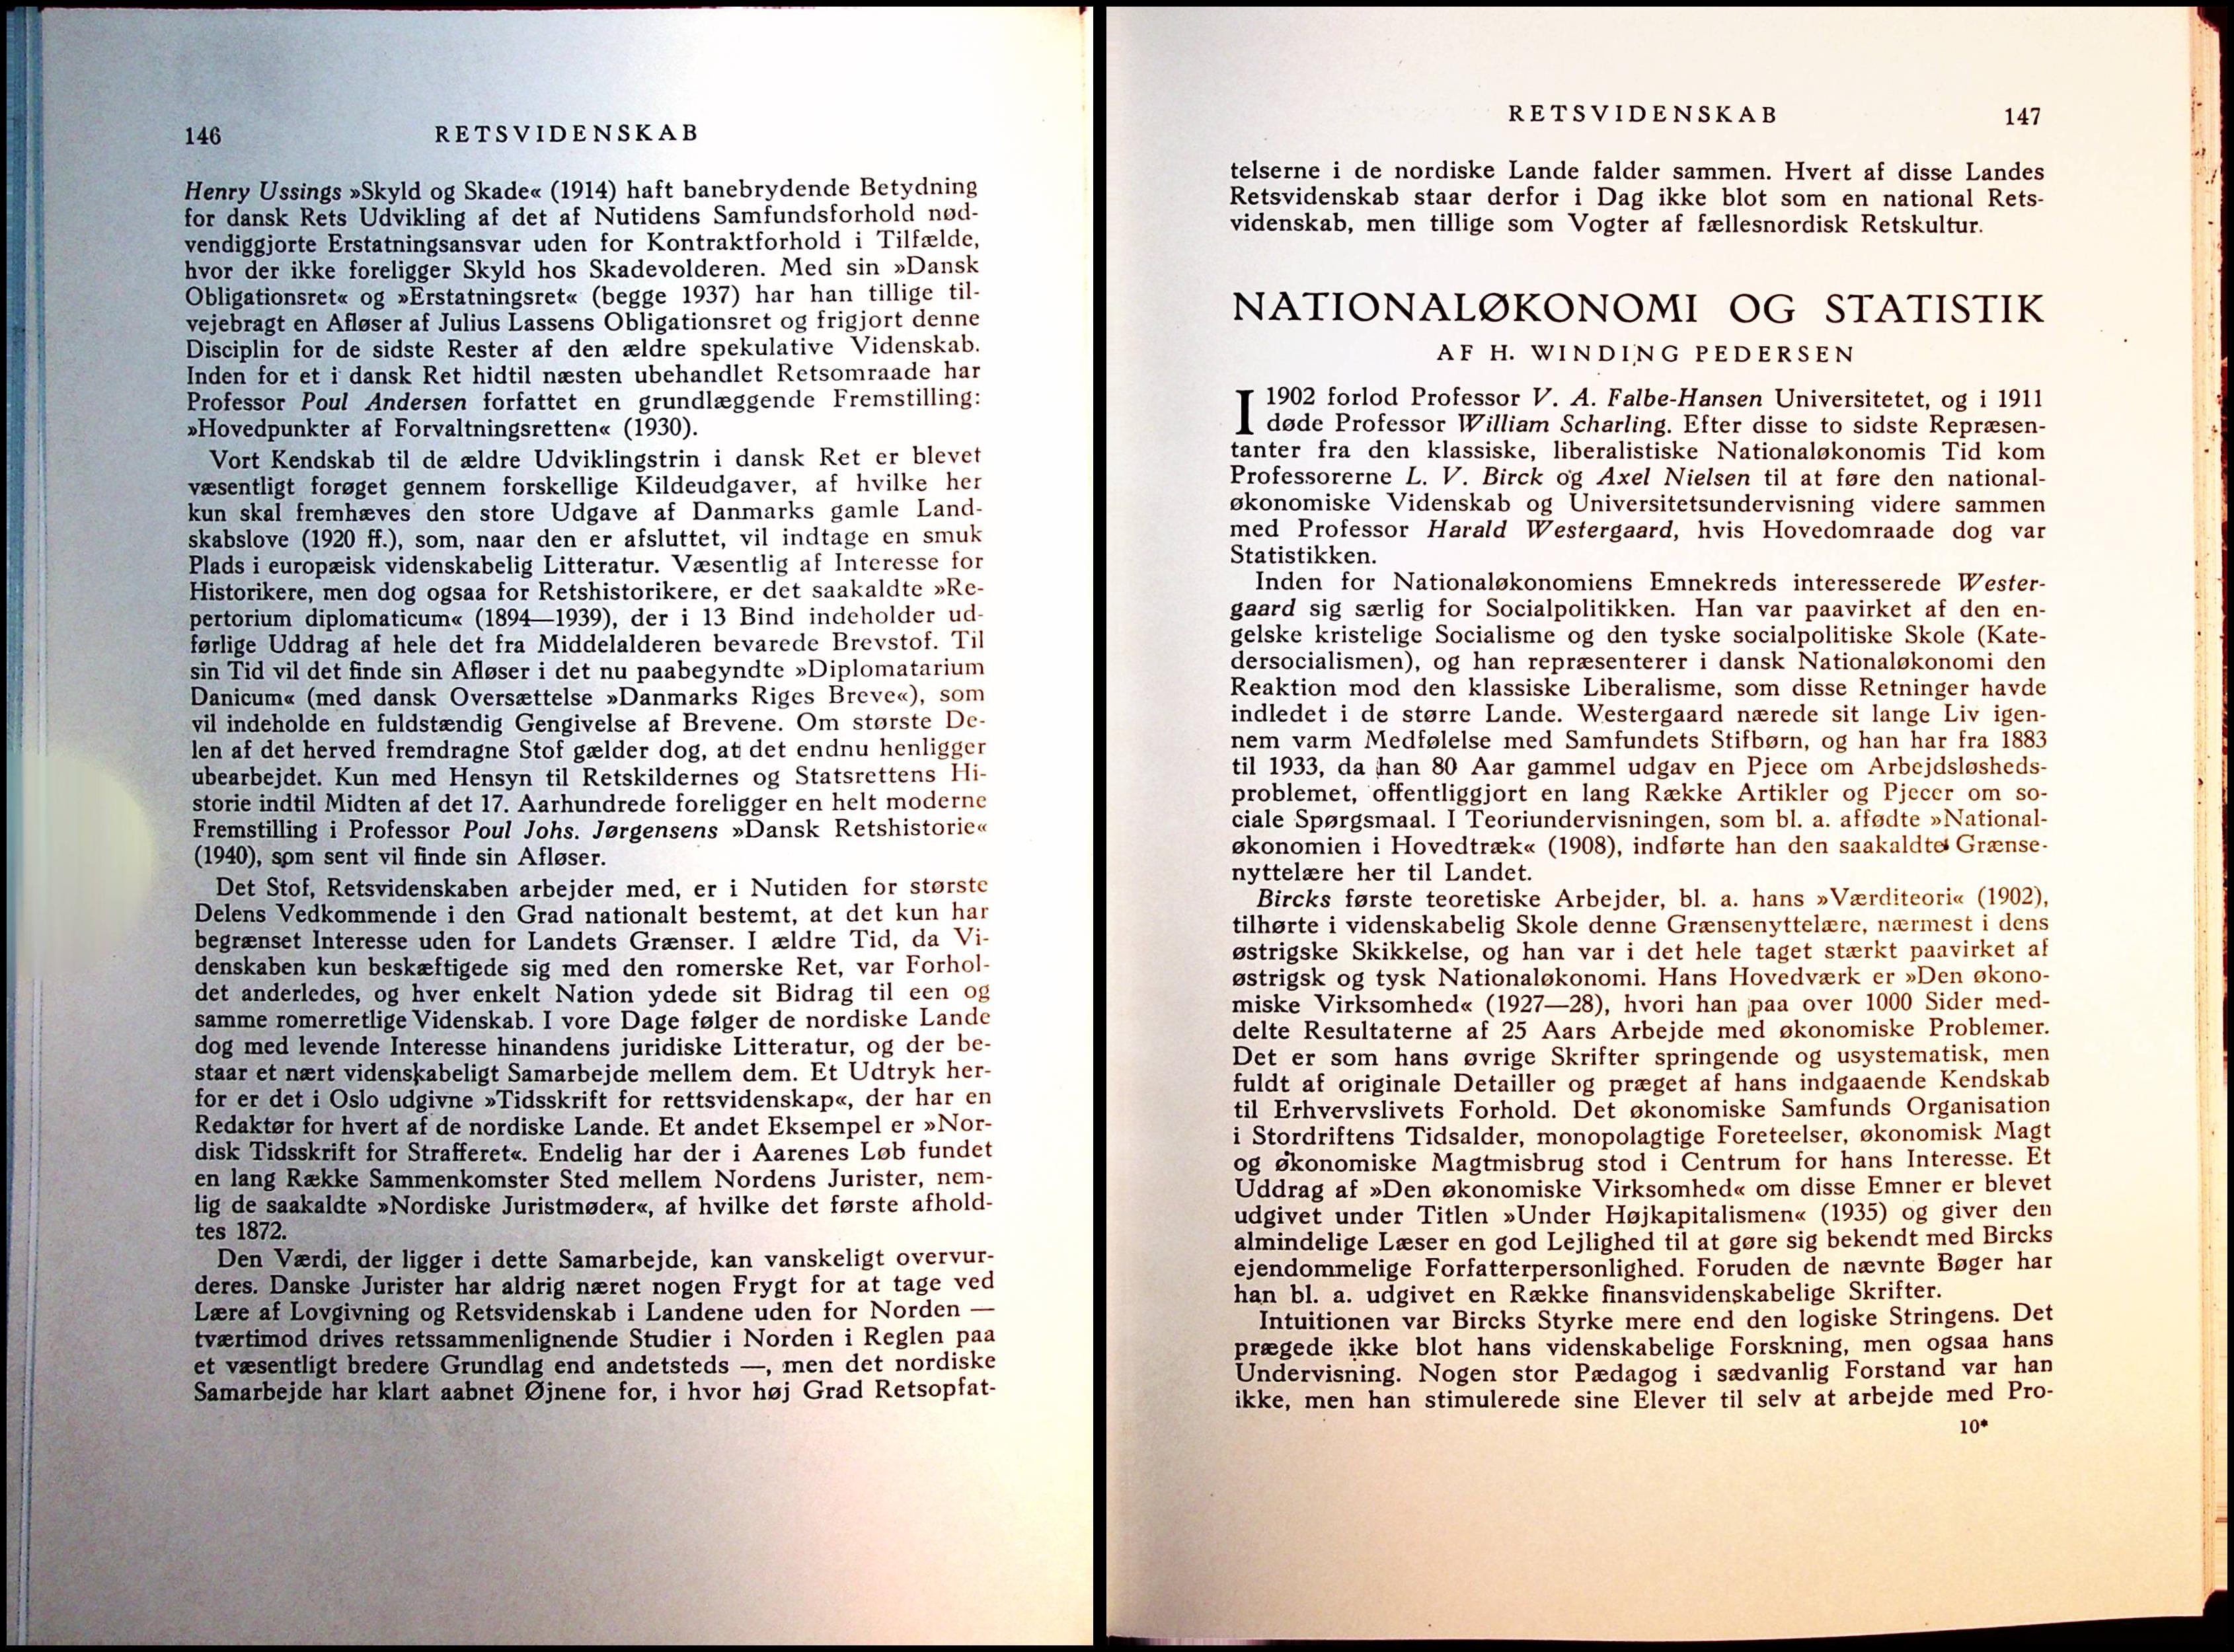 146
RETSVIDENSKAB
Henry Ussings »Skyld og Skade« (1914) haft banebrydende Betydning
for dansk Rets Udvikling af det af Nutidens Samfundsforhold nød-
vendiggjorte Erstatningsansvar uden for Kontraktforhold i Tilfælde,
hvor der ikke foreligger Skyld hos Skadevolderen. Med sin »Dansk
Obligationsret« og »Erstatningsret« (begge 1937) har han tillige til-
vejebragt en Afløser af Julius Lassens Obligationsret og frigjort denne
Disciplin for de sidste Rester af den ældre spekulative Videnskab.
Inden for et i dansk Ret hidtil næsten ubehandlet Retsomraade har
Professor Poul Andersen forfattet en grundlæggende Fremstilling:
»Hovedpunkter af Forvaltningsretten« (1930).
Vort Kendskab til de ældre Udviklingstrin i dansk Ret er blevet
væsentligt forøget gennem forskellige Kildeudgaver, af hvilke her
kun skal fremhæves den store Udgave af Danmarks gamle Land-
skabslove (1920 ff.), som, naar den er afsluttet, vil indtage en smuk
Plads i europæisk videnskabelig Litteratur. Væsentlig af Interesse for
Historikere, men dog ogsaa for Retshistorikere, er det saakaldte »Re-
pertorium diplomaticum« (1894—1939), der i 13 Bind indeholder ud-
førlige Uddrag af hele det fra Middelalderen bevarede Brevstof. Til
sin Tid vil det finde sin Afløser i det nu paabegyndte »Diplomatarium
Danicum« (med dansk Oversættelse »Danmarks Riges Breve«), som
vil indeholde en fuldstændig Gengivelse af Brevene. Om største De-
len af det herved fremdragne Stof gælder dog, at det endnu henligger
ubearbejdet. Kun med Hensyn til Retskildernes og Statsrettens Hi-
storie indtil Midten af det 17. Aarhundrede foreligger en helt moderne
Fremstilling i Professor Poul Johs. Jørgensens »Dansk Retshistorie«
(1940), som sent vil finde sin Afløser.
Det Stof, Retsvidenskaben arbejder med, er i Nutiden for største
Delens Vedkommende i den Grad nationalt bestemt, at det kun har
begrænset Interesse uden for Landets Grænser. I ældre Tid, da Vi-
denskaben kun beskæftigede sig med den romerske Ret, var Forhol-
det anderledes, og hver enkelt Nation ydede sit Bidrag til een og
samme romerretlige Videnskab. I vore Dage følger de nordiske Lande
dog med levende Interesse hinandens juridiske Litteratur, og der be-
staar et nært videnskabeligt Samarbejde mellem dem. Et Udtryk her-
for er det i Oslo udgivne »Tidsskrift for rettsvidenskap«, der har en
Redaktør for hvert af de nordiske Lande. Et andet Eksempel er »Nor-
disk Tidsskrift for Strafferet«. Endelig har der i Aarenes Løb fundet
en lang Række Sammenkomster Sted mellem Nordens Jurister, nem-
lig de saakaldte »Nordiske Juristmøder«, af hvilke det første afhold-
tes 1872.
Den Værdi, der ligger i dette Samarbejde, kan vanskeligt overvur-
deres. Danske Jurister har aldrig næret nogen Frygt for at tage ved
Lære af Lovgivning og Retsvidenskab i Landene uden for Norden —
tværtimod drives retssammenlignende Studier i Norden i Reglen paa
et væsentligt bredere Grundlag end andetsteds —, men det nordiske
Samarbejde har klart aabnet Øjnene for, i hvor høj Grad Retsopfat-
RETSVIDENSKAB
147
telserne i de nordiske Lande falder sammen. Hvert af disse Landes
Retsvidenskab staar derfor i Dag ikke blot som en national Rets-
videnskab, men tillige som Vogter af fællesnordisk Retskultur.
NATIONALØKONOMI OG STATISTIK
AF H. WINDING PEDERSEN
I 1902 forlod Professor V. A. Falbe-Hansen Universitetet, og i 1911
døde Professor William Scharling. Efter disse to sidste Repræsen-
tanter fra den klassiske, liberalistiske Nationaløkonomis Tid kom
Professorerne L. V. Birck og Axel Nielsen til at føre den national-
økonomiske Videnskab og Universitetsundervisning videre sammen
med Professor Harald Westergaard, hvis Hovedomraade dog var
Statistikken.
Inden for Nationaløkonomiens Emnekreds interesserede Wester-
gaard sig særlig for Socialpolitikken. Han var paavirket af den en-
gelske kristelige Socialisme og den tyske socialpolitiske Skole (Kate-
dersocialismen), og han repræsenterer i dansk Nationaløkonomi den
Reaktion mod den klassiske Liberalisme, som disse Retninger havde
indledet i de større Lande. Westergaard nærede sit lange Liv igen-
nem varm Medfølelse med Samfundets Stifbørn, og han har fra 1883
til 1933, da han 80 Aar gammel udgav en Pjece om Arbejdsløsheds-
problemet, offentliggjort en lang Række Artikler og Pjecer om so-
ciale Spørgsmaal. I Teoriundervisningen, som bl. a. affødte »National-
økonomien i Hovedtræk« (1908), indførte han den saakaldte Grænse-
nyttelære her til Landet.
Bircks første teoretiske Arbejder, bl. a. hans »Værditeori« (1902),
tilhørte i videnskabelig Skole denne Grænsenyttelære, nærmest i dens
østrigske Skikkelse, og han var i det hele taget stærkt paavirket af
østrigsk og tysk Nationaløkonomi. Hans Hovedværk er »Den økono-
miske Virksomhed« (1927—28), hvori han paa over 1000 Sider med-
delte Resultaterne af 25 Aars Arbejde med økonomiske Problemer.
Det er som hans øvrige Skrifter springende og usystematisk, men
fuldt af originale Detailler og præget af hans indgaaende Kendskab
til Erhvervslivets Forhold. Det økonomiske Samfunds Organisation
i Stordriftens Tidsalder, monopolagtige Foreteelser, økonomisk Magt
og økonomiske Magtmisbrug stod i Centrum for hans Interesse. Et
Uddrag af »Den økonomiske Virksomhed« om disse Emner er blevet
udgivet under Titlen »Under Højkapitalismen« (1935) og giver den
almindelige Læser en god Lejlighed til at gøre sig bekendt med Bircks
ejendommelige Forfatterpersonlighed. Foruden de nævnte Bøger har
han bl. a. udgivet en Række finansvidenskabelige Skrifter.
Intuitionen var Bircks Styrke mere end den logiske Stringens. Det
prægede ikke blot hans videnskabelige Forskning, men ogsaa hans
Undervisning. Nogen stor Pædagog i sædvanlig Forstand var han
ikke, men han stimulerede sine Elever til selv at arbejde med Pro-
10*